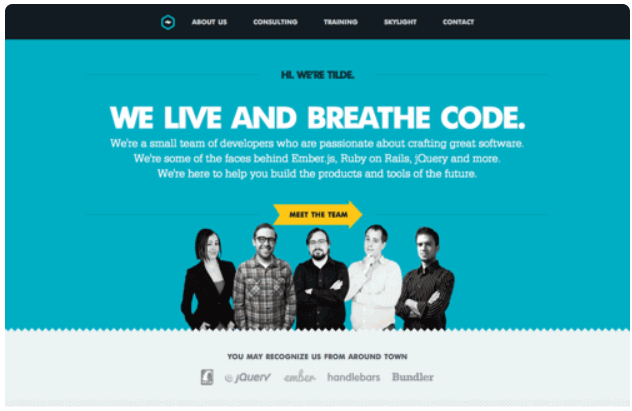 ABOUT US CONSULTING TRAINING SKYLIGHT CONTACT
HI, WE'RE TILDE.
WE LIVE AND BREATHE CODE.
We're a small team of developers who are passionate about crafting great software.
We're some of the faces behind Ember.js, Ruby on Rails, jQuery and more.
We're here to help you build the products and tools of the future.
MEET THE TEAM
YOU MAY RECOGNIZE US FROM AROUND TOWN
jQuery ember handlebars Bundler